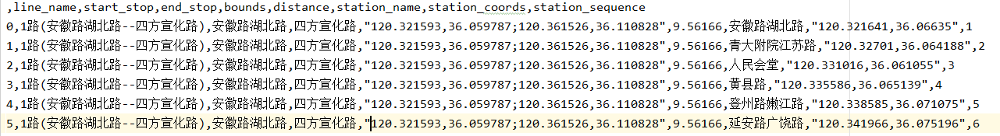 ,line_name,start_stop,end_stop,bounds,distance,station_name,station_coords,station_sequence
0,1路(安徽路湖北路--四方宣化路),安徽路湖北路,四方宣化路,"120.321593,36.059787;120.361526,36.110828",9.56166,安徽路湖北路,"120.321641,36.06635",1
1,1路(安徽路湖北路--四方宣化路),安徽路湖北路,四方宣化路,"120.321593,36.059787;120.361526,36.110828",9.56166,青大附院江苏路,"120.32701,36.064188",2
2,1路(安徽路湖北路--四方宣化路),安徽路湖北路,四方宣化路,"120.321593,36.059787;120.361526,36.110828",9.56166,人民会堂,"120.331016,36.061055",3
3,1路(安徽路湖北路--四方宣化路),安徽路湖北路,四方宣化路,"120.321593,36.059787;120.361526,36.110828",9.56166,黄县路,"120.335586,36.065139",4
4,1路(安徽路湖北路--四方宣化路),安徽路湖北路,四方宣化路,"120.321593,36.059787;120.361526,36.110828",9.56166,登州路嫩江路,"120.338585,36.071075",5
5,1路(安徽路湖北路--四方宣化路),安徽路湖北路,四方宣化路,"120.321593,36.059787;120.361526,36.110828",9.56166,延安路广饶路,"120.341966,36.075196",6